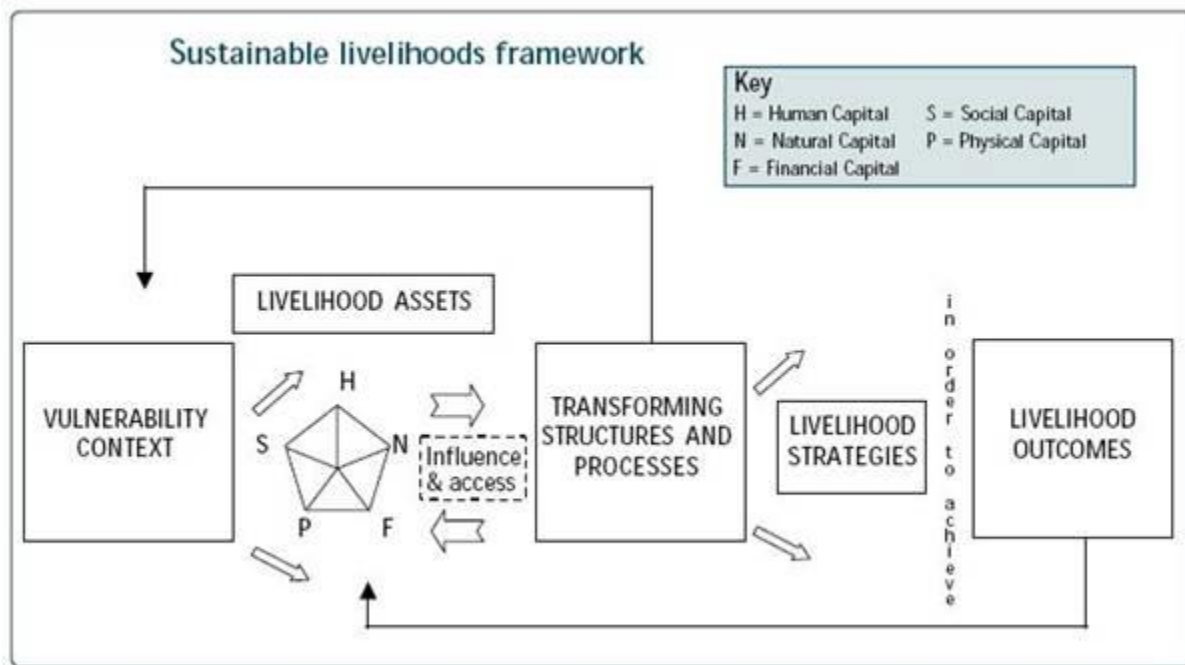 Sustainable livelihoods framework
Key
H = Human Capital S = Social Capital
N = Natural Capital P = Physical Capital
F = Financial Capital
LIVELIHOOD ASSETS
VULNERABILITY
CONTEXT
H
S
N
P
F
Influence
& access
TRANSFORMING
STRUCTURES AND
PROCESSES
LIVELIHOOD
STRATEGIES
in order to achieve
LIVELIHOOD
OUTCOMES